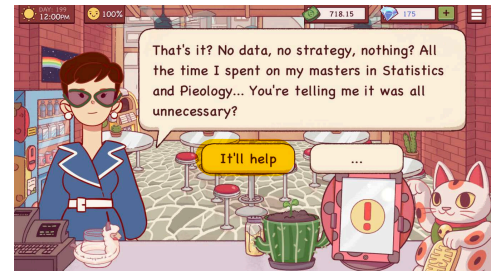 DAY: 199
12:00PM
100%
718.15
175
+
That's it? No data, no strategy, nothing? All
the time I spent on my masters in Statistics
and Pieology... You're telling me it was all
unnecessary?
It'll help
...
!